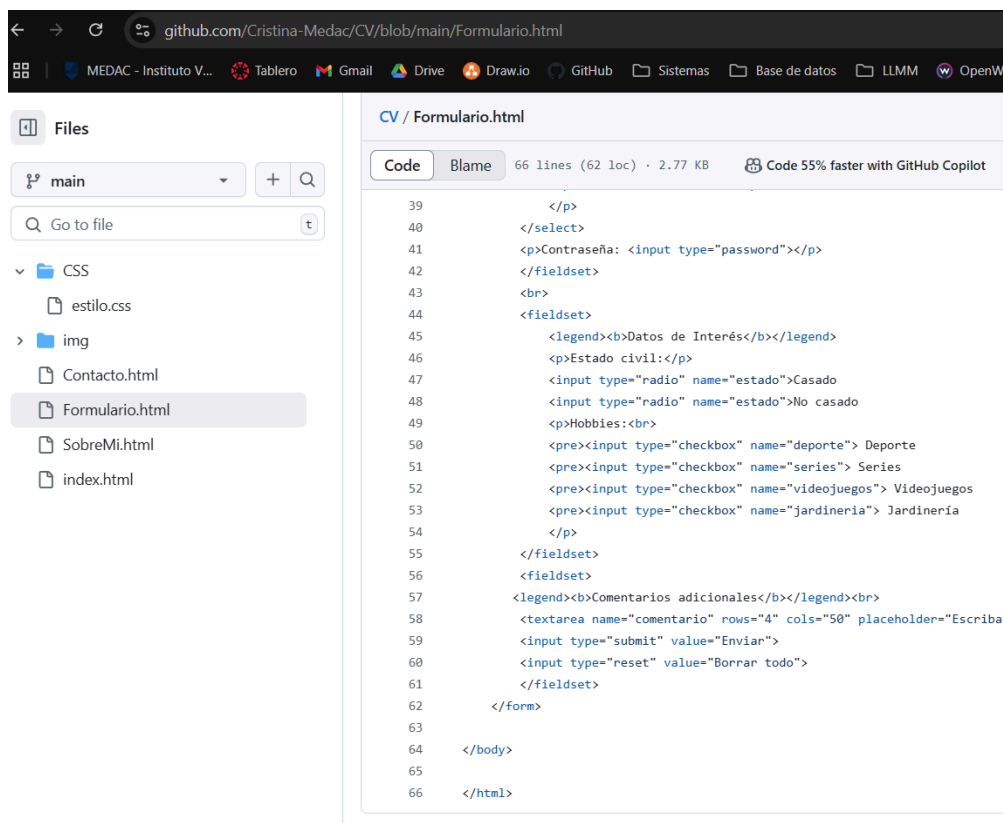 github.com/Cristina-Medac/CV/blob/main/Formulario.html
MEDAC - Instituto V... Tablero Gmail Drive Draw.io GitHub Sistemas Base de datos LLMM OpenW
Files
main
Go to file t
CSS
estilo.css
img
Contacto.html
Formulario.html
SobreMi.html
index.html
CV / Formulario.html
Code Blame 66 lines (62 loc) · 2.77 KB Code 55% faster with GitHub Copilot
39 </p>
40 </select>
41 <p>Contraseña: <input type="password"></p>
42 </fieldset>
43 <br>
44 <fieldset>
45 <legend><b>Datos de Interés</b></legend>
46 <p>Estado civil:</p>
47 <input type="radio" name="estado">Casado
48 <input type="radio" name="estado">No casado
49 <p>Hobbies:<br>
50 <pre><input type="checkbox" name="deporte"> Deporte
51 <pre><input type="checkbox" name="series"> Series
52 <pre><input type="checkbox" name="videojuegos"> Videojuegos
53 <pre><input type="checkbox" name="jardineria"> Jardinería
54 </p>
55 </fieldset>
56 <fieldset>
57 <legend><b>Comentarios adicionales</b></legend><br>
58 <textarea name="comentario" rows="4" cols="50" placeholder="Escriba
59 <input type="submit" value="Enviar">
60 <input type="reset" value="Borrar todo">
61 </fieldset>
62 </form>
63
64 </body>
65
66 </html>